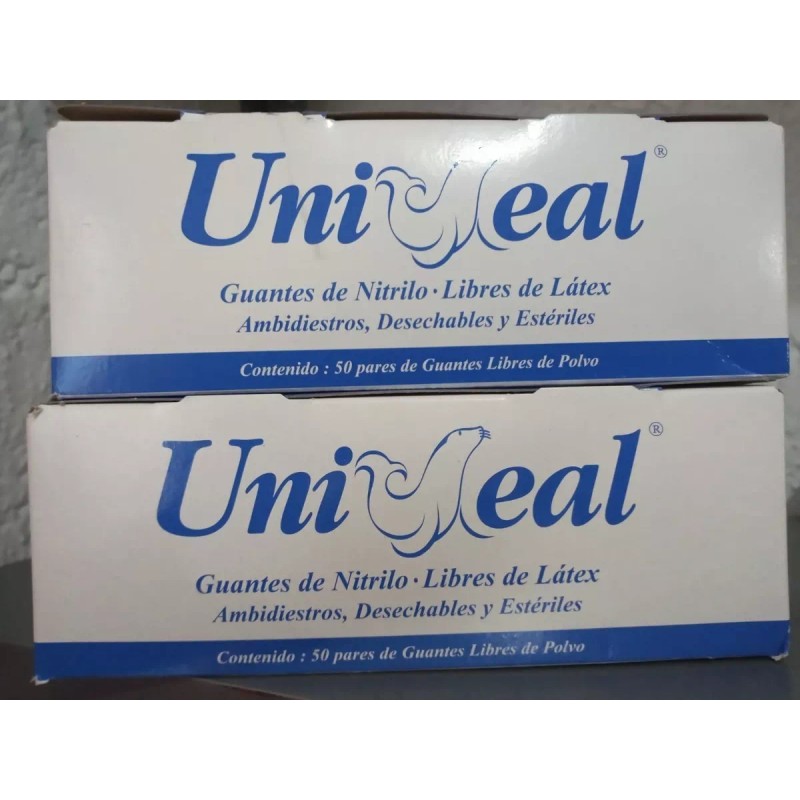 UniSeal®
Guantes de Nitrilo · Libres de Látex
Ambidiestros, Desechables y Estériles
Contenido : 50 pares de Guantes Libres de Polvo
UniSeal®
Guantes de Nitrilo · Libres de Látex
Ambidiestros, Desechables y Estériles
Contenido : 50 pares de Guantes Libres de Polvo